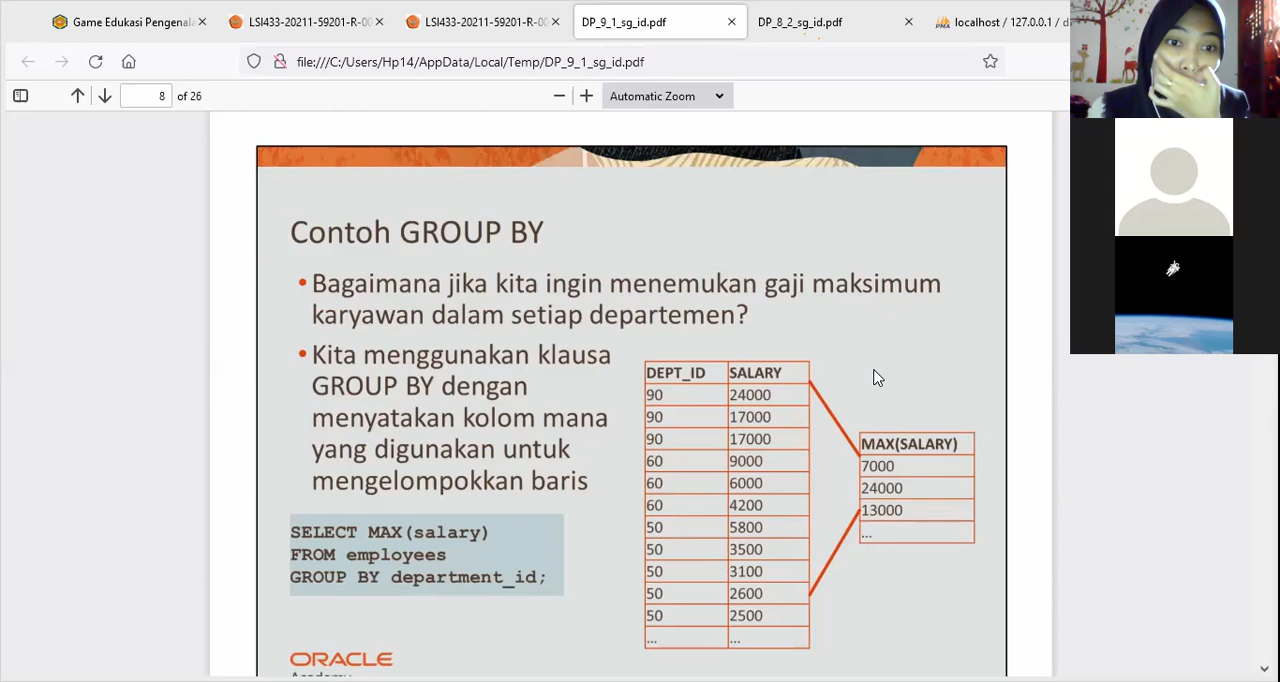 Game Edukasi Pengenala
LSI433-20211-59201-R-00
LSI433-20211-59201-R-00
DP_9_1_sg_id.pdf
DP_8_2_sg_id.pdf
localhost / 127.0.0.1 / d
file:///C:/Users/Hp14/AppData/Local/Temp/DP_9_1_sg_id.pdf
8 of 26
Automatic Zoom
Contoh GROUP BY
•Bagaimana jika kita ingin menemukan gaji maksimum
karyawan dalam setiap departemen?
•Kita menggunakan klausa
GROUP BY dengan
menyatakan kolom mana
yang digunakan untuk
mengelompokkan baris
SELECT MAX(salary)
FROM employees
GROUP BY department_id;
DEPT_ID SALARY
90 24000
90 17000
90 17000
60 9000
60 6000
60 4200
50 5800
50 3500
50 3100
50 2600
50 2500
... ...
MAX(SALARY)
7000
24000
13000
...
ORACLE
Academy